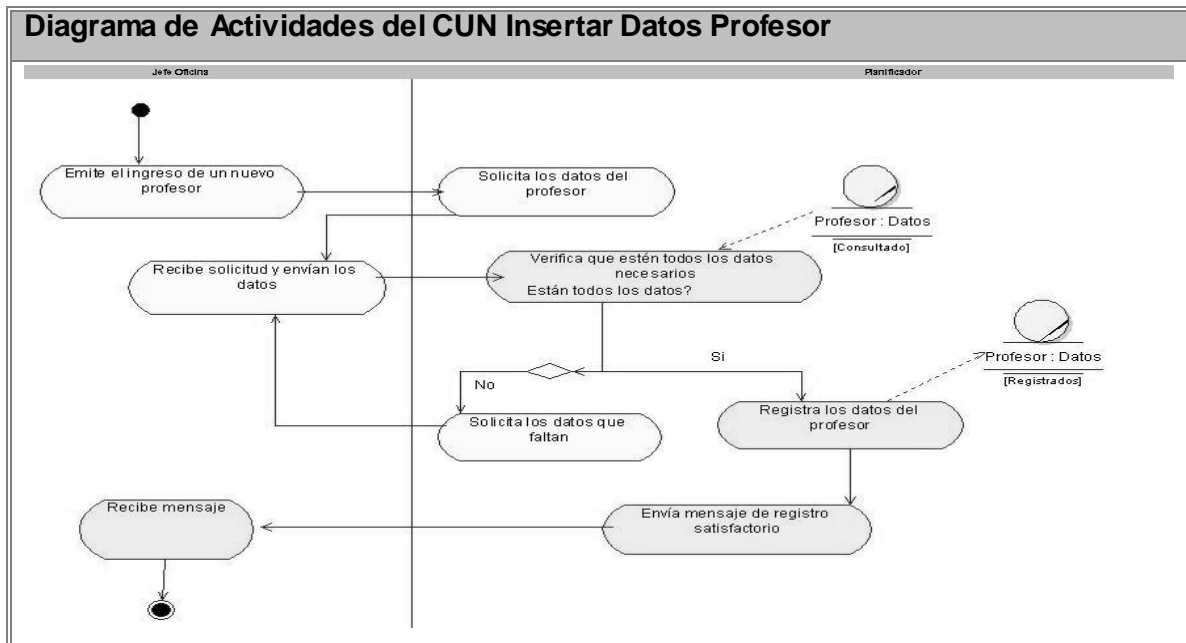 Diagrama de Actividades del CUN Insertar Datos Profesor
Jefe Oficina
Planificador
Emite el ingreso de un nuevo
profesor
Solicita los datos del
profesor
Profesor : Datos
[Consultado]
Recibe solicitud y envían los
datos
Verifica que estén todos los datos
necesarios
Están todos los datos?
Profesor : Datos
[Registrados]
Si
No
Solicita los datos que
faltan
Registra los datos del
profesor
Recibe mensaje
Envía mensaje de registro
satisfactorio